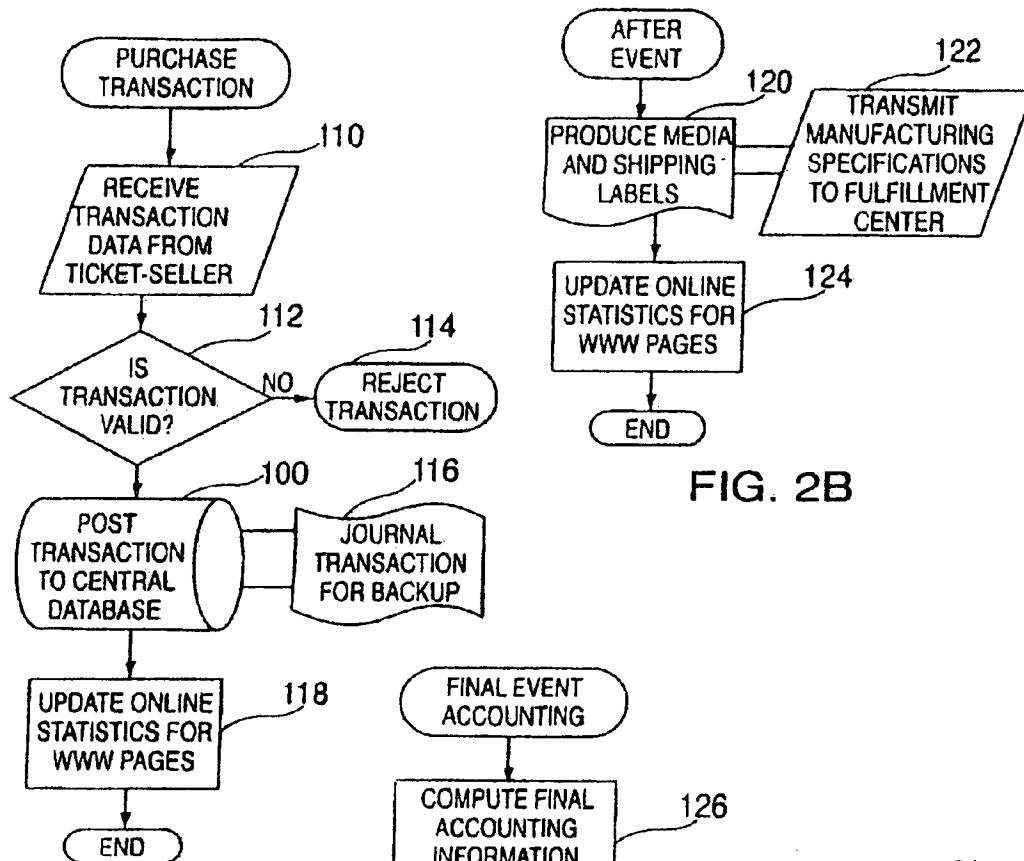 PURCHASE
TRANSACTION
110
RECEIVE
TRANSACTION
DATA FROM
TICKET-SELLER
112
IS
TRANSACTION
VALID?
NO
114
REJECT
TRANSACTION
100
POST
TRANSACTION
TO CENTRAL
DATABASE
116
JOURNAL
TRANSACTION
FOR BACKUP
UPDATE ONLINE
STATISTICS FOR
WWW PAGES
118
END
AFTER
EVENT
120
PRODUCE MEDIA
AND SHIPPING
LABELS
122
TRANSMIT
MANUFACTURING
SPECIFICATIONS
TO FULFILLMENT
CENTER
UPDATE ONLINE
STATISTICS FOR
WWW PAGES
124
END
FIG. 2B
FINAL EVENT
ACCOUNTING
COMPUTE FINAL
ACCOUNTING
INFORMATION
126